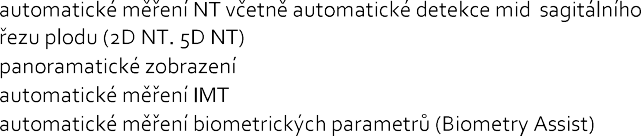 automatické měření NT včetně automatické detekce mid sagitálního
řezu plodu (2D NT. 5D NT)
panoramatické zobrazení
automatické měření IMT
automatické měření biometrických parametrů (Biometry Assist)